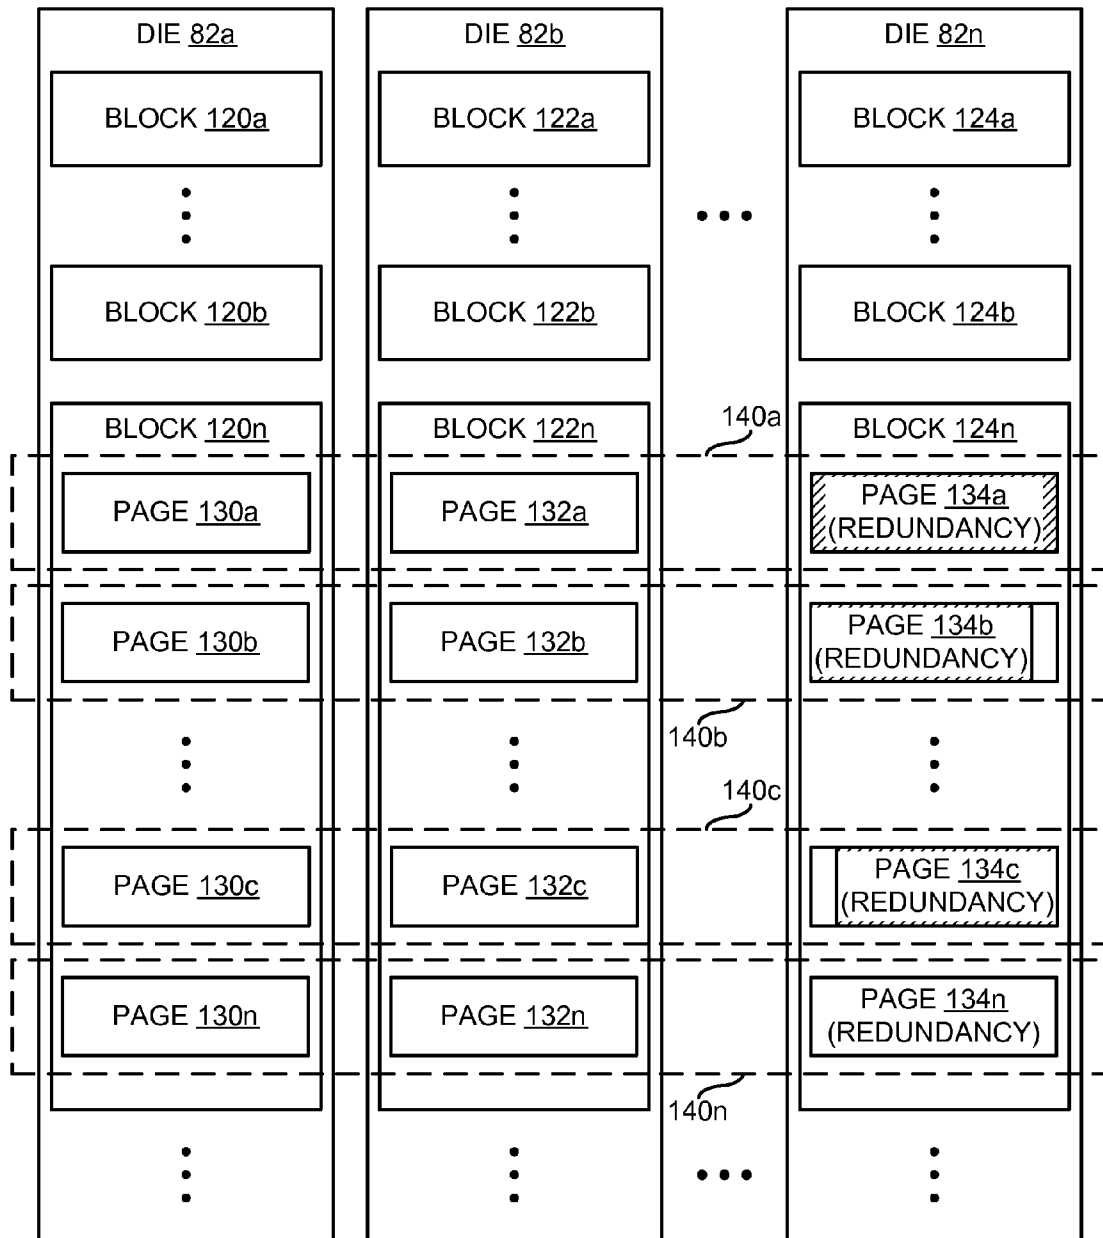 DIE 82a
DIE 82b
DIE 82n
BLOCK 120a
BLOCK 122a
BLOCK 124a
BLOCK 120b
BLOCK 122b
BLOCK 124b
140a
BLOCK 120n
BLOCK 122n
BLOCK 124n
PAGE 130a
PAGE 132a
PAGE 134a
(REDUNDANCY)
PAGE 130b
PAGE 132b
PAGE 134b
(REDUNDANCY)
140b
140c
PAGE 130c
PAGE 132c
PAGE 134c
(REDUNDANCY)
PAGE 130n
PAGE 132n
PAGE 134n
(REDUNDANCY)
140n